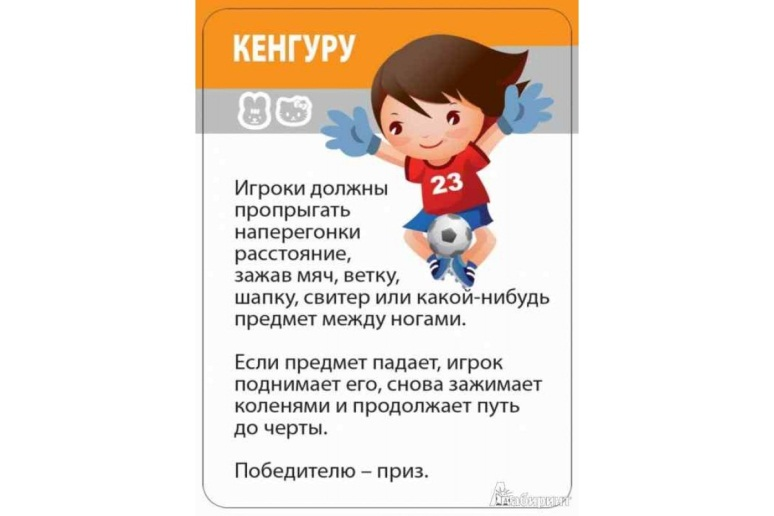 КЕНГУРУ
23
Игроки должны
пропрыгать
наперегонки
расстояние,
зажав мяч, ветку,
шапку, свитер или какой-нибудь
предмет между ногами.
Если предмет падает, игрок
поднимает его, снова зажимает
коленями и продолжает путь
до черты.
Победителю – приз.
Лабиринт